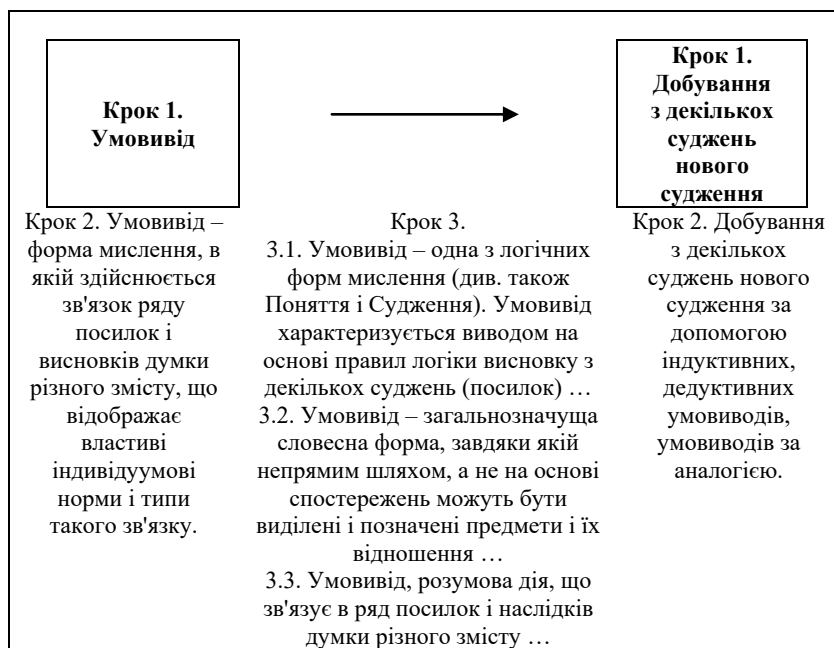 Крок 1.
Умовивід
Крок 1.
Добування
з декількох
суджень
нового
судження
Крок 2. Умовивід –
форма мислення, в
якій здійснюється
зв'язок ряду
посилок і
висновків думки
різного змісту, що
відображає
властиві
індивідуумові
норми і типи
такого зв'язку.
Крок 3.
3.1. Умовивід – одна з логічних
форм мислення (див. також
Поняття і Судження). Умовивід
характеризується виводом на
основі правил логіки висновку з
декількох суджень (посилок) …
3.2. Умовивід – загальнозначуща
словесна форма, завдяки якій
непрямим шляхом, а не на основі
спостережень можуть бути
виділені і позначені предмети і їх
відношення …
3.3. Умовивід, розумова дія, що
зв'язує в ряд посилок і наслідків
думки різного змісту …
Крок 2. Добування
з декількох
суджень нового
судження за
допомогою
індуктивних,
дедуктивних
умовиводів,
умовиводів за
аналогією.